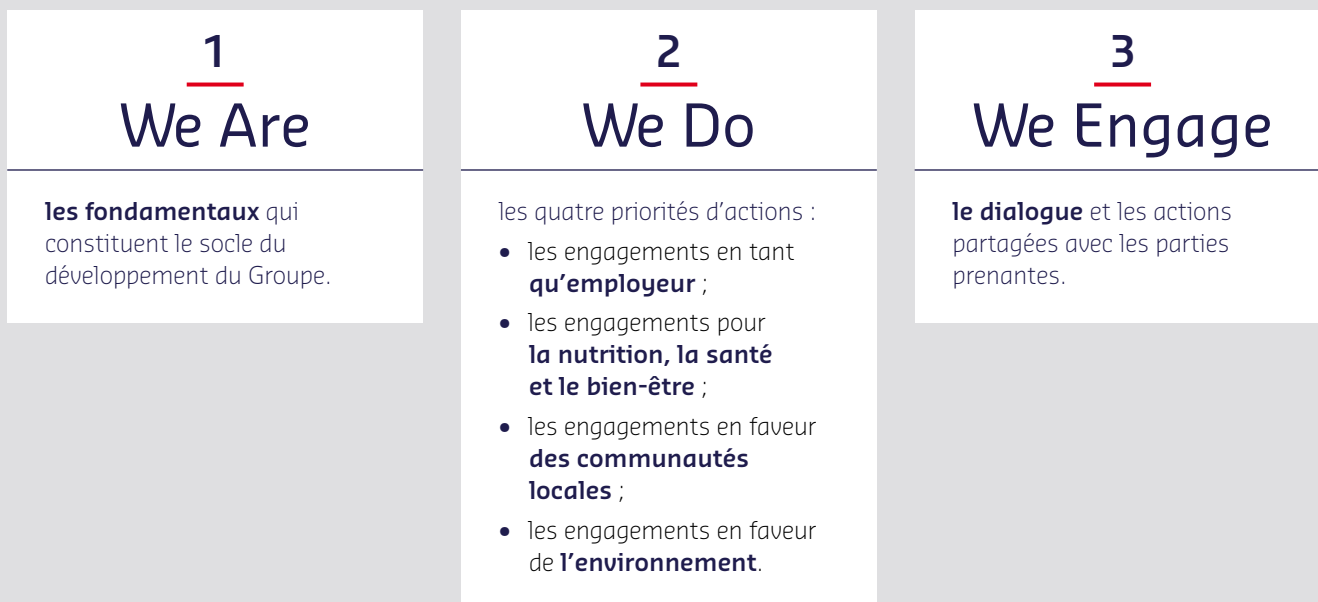 1
We Are
les fondamentaux qui
constituent le socle du
développement du Groupe.
2
We Do
les quatre priorités d’actions :
• les engagements en tant
qu’employeur ;
• les engagements pour
la nutrition, la santé
et le bien-être ;
• les engagements en faveur
des communautés
locales ;
• les engagements en faveur
de l’environnement.
3
We Engage
le dialogue et les actions
partagées avec les parties
prenantes.